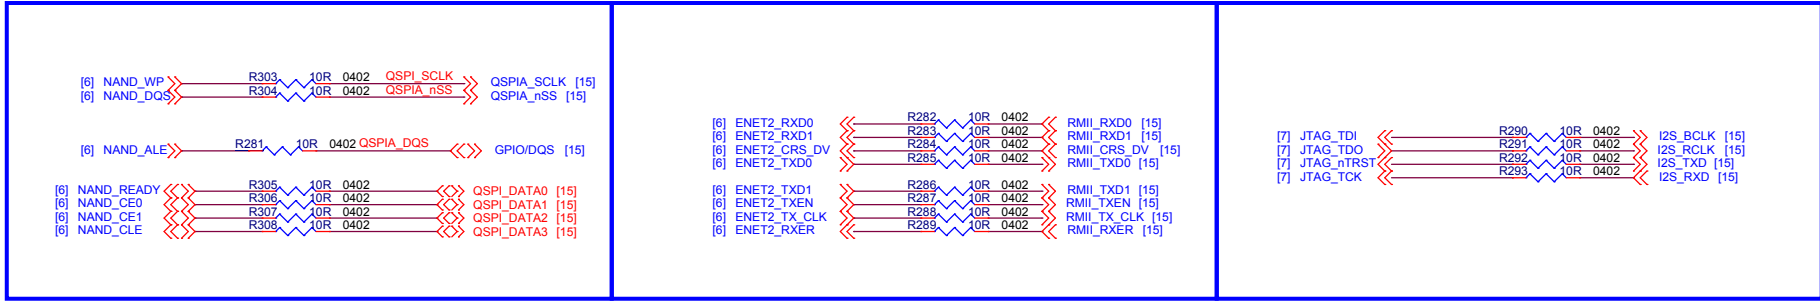 [6] NAND_WP R303 10R 0402 QSPI_SCLK QSPIA_SCLK [15]
[6] NAND_DQS R304 10R 0402 QSPIA_nSS QSPIA_nSS [15]
[6] NAND_ALE R281 10R 0402 QSPIA_DQS GPIO/DQS [15]
[6] NAND_READY R305 10R 0402 QSPI_DATA0 [15]
[6] NAND_CE0 R306 10R 0402 QSPI_DATA1 [15]
[6] NAND_CE1 R307 10R 0402 QSPI_DATA2 [15]
[6] NAND_CLE R308 10R 0402 QSPI_DATA3 [15]
[6] ENET2_RXD0 R282 10R 0402 RMII_RXD0 [15]
[6] ENET2_RXD1 R283 10R 0402 RMII_RXD1 [15]
[6] ENET2_CRS_DV R284 10R 0402 RMII_CRS_DV [15]
[6] ENET2_TXD0 R285 10R 0402 RMII_TXD0 [15]
[6] ENET2_TXD1 R286 10R 0402 RMII_TXD1 [15]
[6] ENET2_TXEN R287 10R 0402 RMII_TXEN [15]
[6] ENET2_TX_CLK R288 10R 0402 RMII_TX_CLK [15]
[6] ENET2_RXER R289 10R 0402 RMII_RXER [15]
[7] JTAG_TDI R290 10R 0402 I2S_BCLK [15]
[7] JTAG_TDO R291 10R 0402 I2S_RCLK [15]
[7] JTAG_nTRST R292 10R 0402 I2S_TXD [15]
[7] JTAG_TCK R293 10R 0402 I2S_RXD [15]